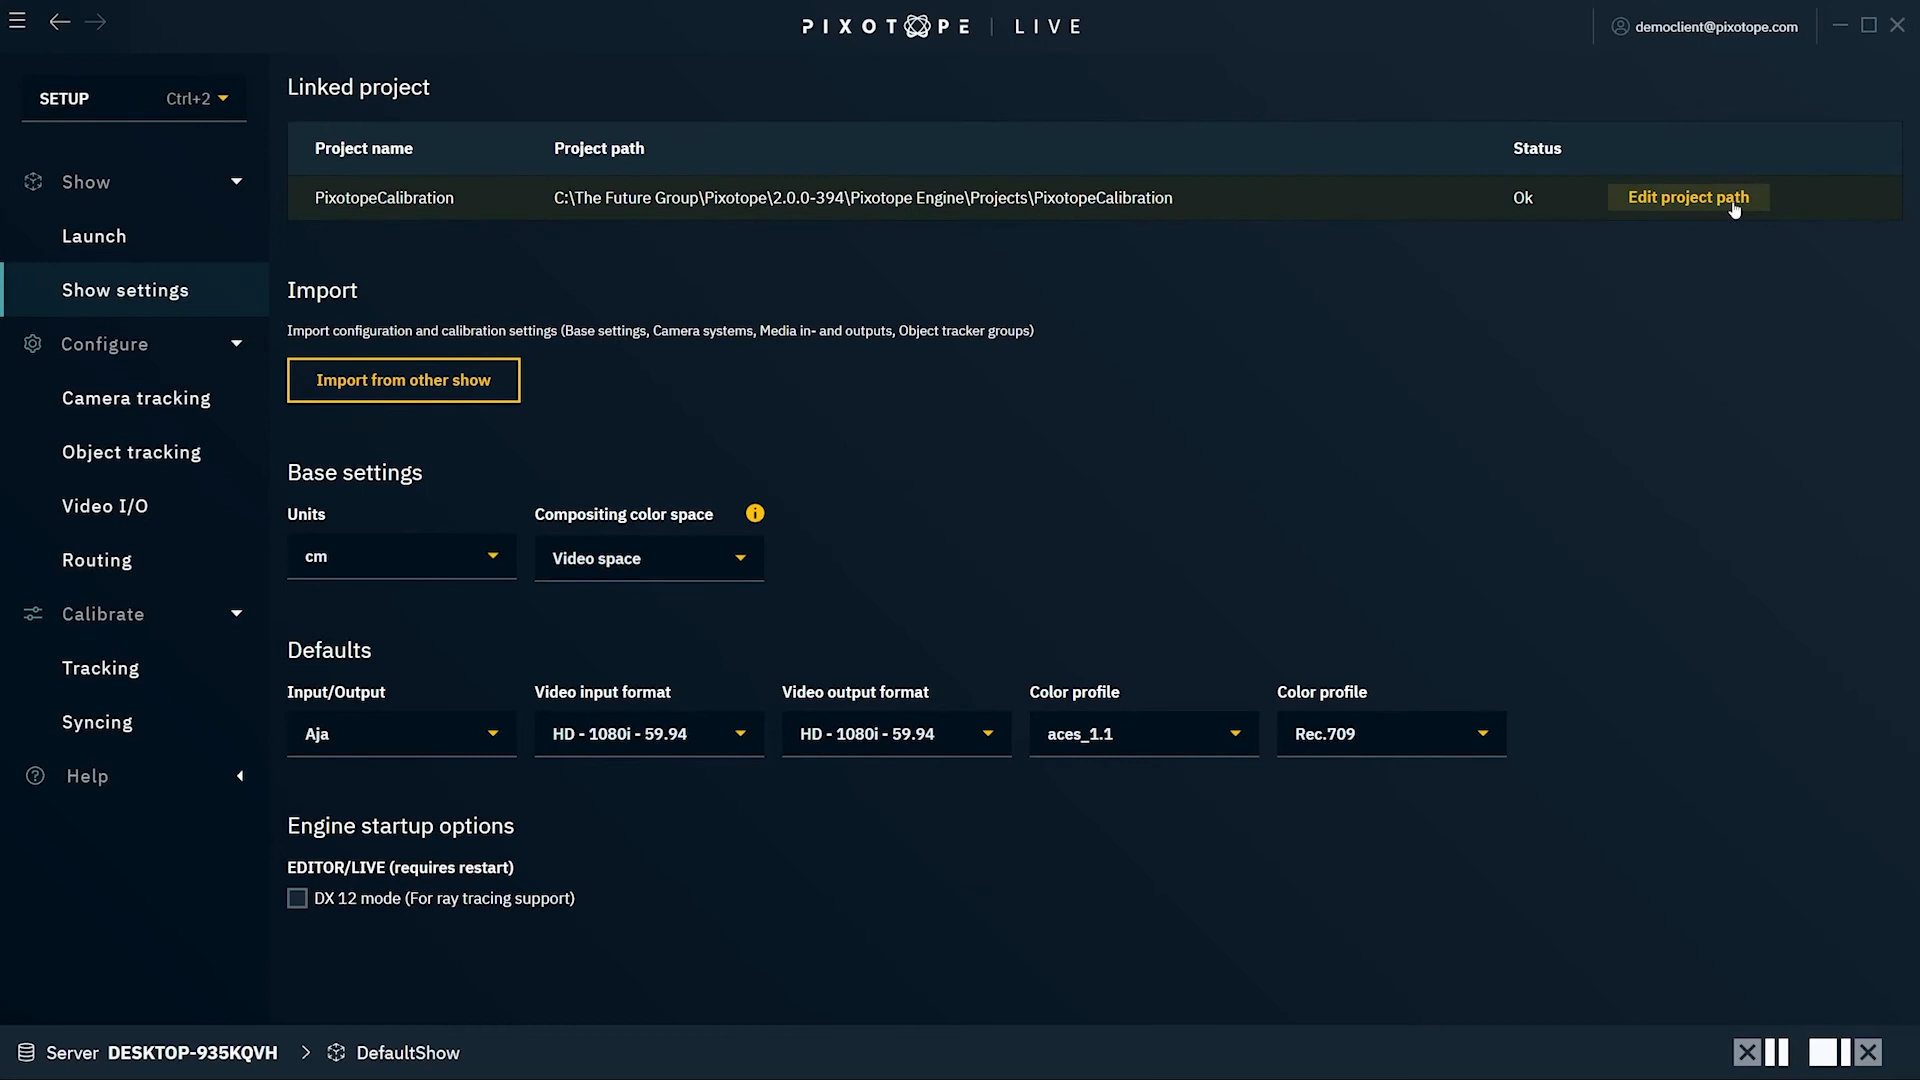 PIXOTOPE | LIVE
democlient@pixotope.com
SETUP Ctrl+2
Show
Launch
Show settings
Configure
Camera tracking
Object tracking
Video I/O
Routing
Calibrate
Tracking
Syncing
Help
Linked project
Project name Project path Status
PixotopeCalibration C:\The Future Group\Pixotope\2.0.0-394\Pixotope Engine\Projects\PixotopeCalibration Ok Edit project path
Import
Import configuration and calibration settings (Base settings, Camera systems, Media in- and outputs, Object tracker groups)
Import from other show
Base settings
Units Compositing color space
cm Video space
Defaults
Input/Output Video input format Video output format Color profile Color profile
Aja HD - 1080i - 59.94 HD - 1080i - 59.94 aces_1.1 Rec.709
Engine startup options
EDITOR/LIVE (requires restart)
DX 12 mode (For ray tracing support)
Server DESKTOP-935KQVH > DefaultShow